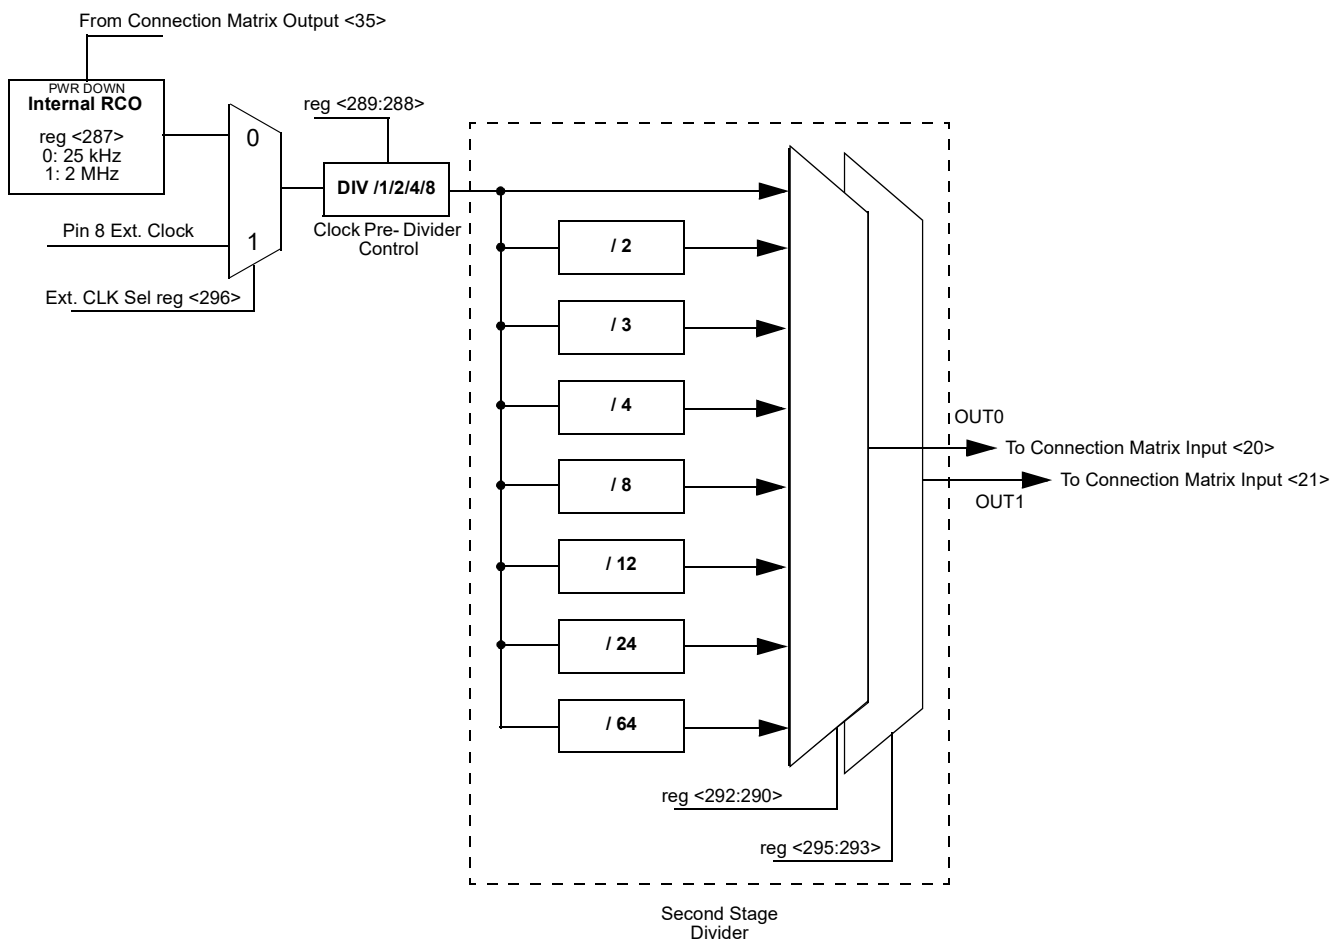 From Connection Matrix Output <35>
PWR DOWN
Internal RCO
reg <287>
0: 25 kHz
1: 2 MHz
0
1
Pin 8 Ext. Clock
Ext. CLK Sel reg <296>
reg <289:288>
DIV /1/2/4/8
Clock Pre- Divider
Control
/ 2
/ 3
/ 4
/ 8
/ 12
/ 24
/ 64
OUT0
To Connection Matrix Input <20>
To Connection Matrix Input <21>
OUT1
reg <292:290>
reg <295:293>
Second Stage
Divider